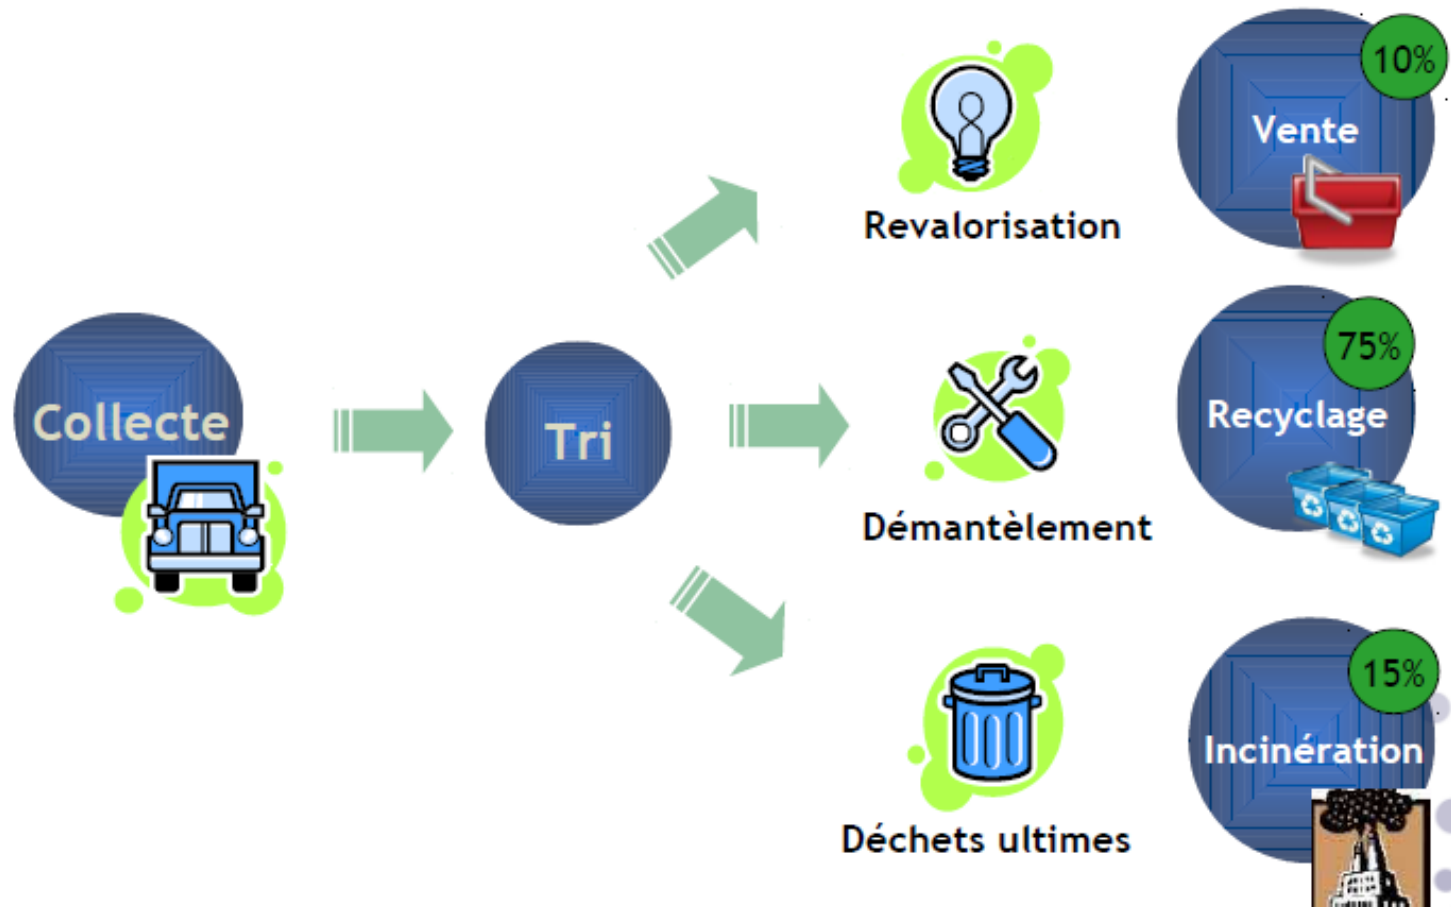 Collecte
Tri
Revalorisation
10%
Vente
Démantèlement
75%
Recyclage
Déchets ultimes
15%
Incinération